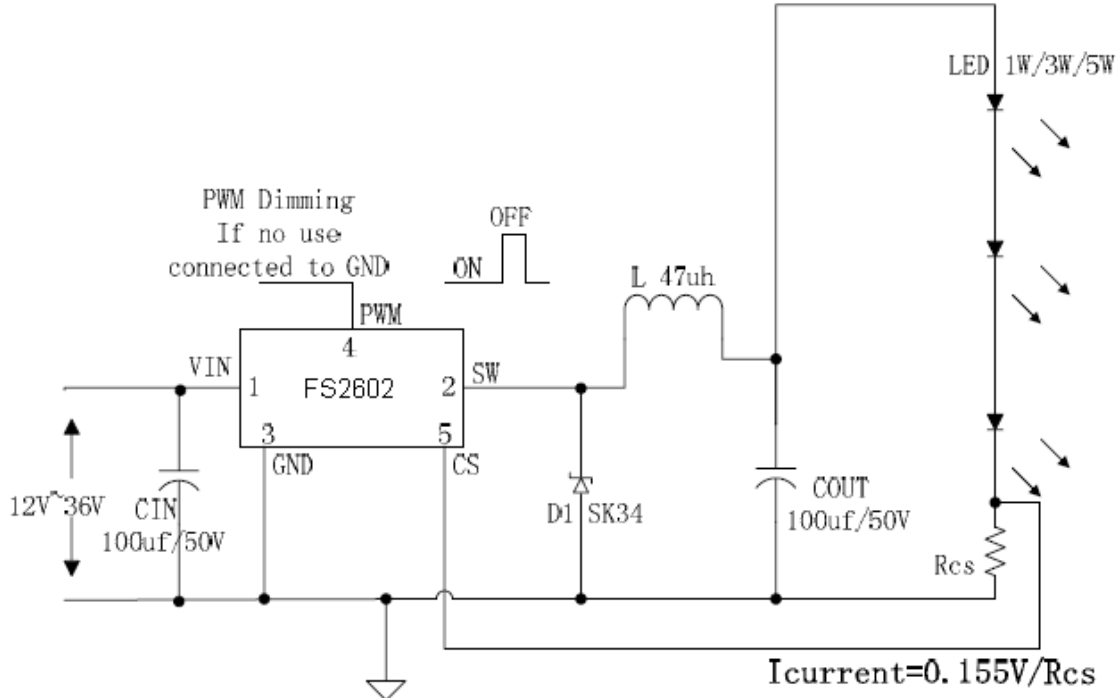 LED 1W/3W/5W
PWM Dimming
If no use
connected to GND
OFF
ON
L 47uh
PWM
4
VIN
1
FS2602
2
SW
3
5
GND
CS
12V~36V
CIN
100uf/50V
D1 SK34
COUT
100uf/50V
Rcs
Icurrent=0.155V/Rcs